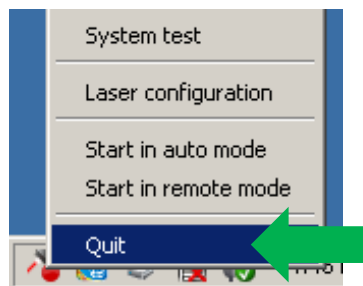 System test
Laser configuration
Start in auto mode
Start in remote mode
Quit